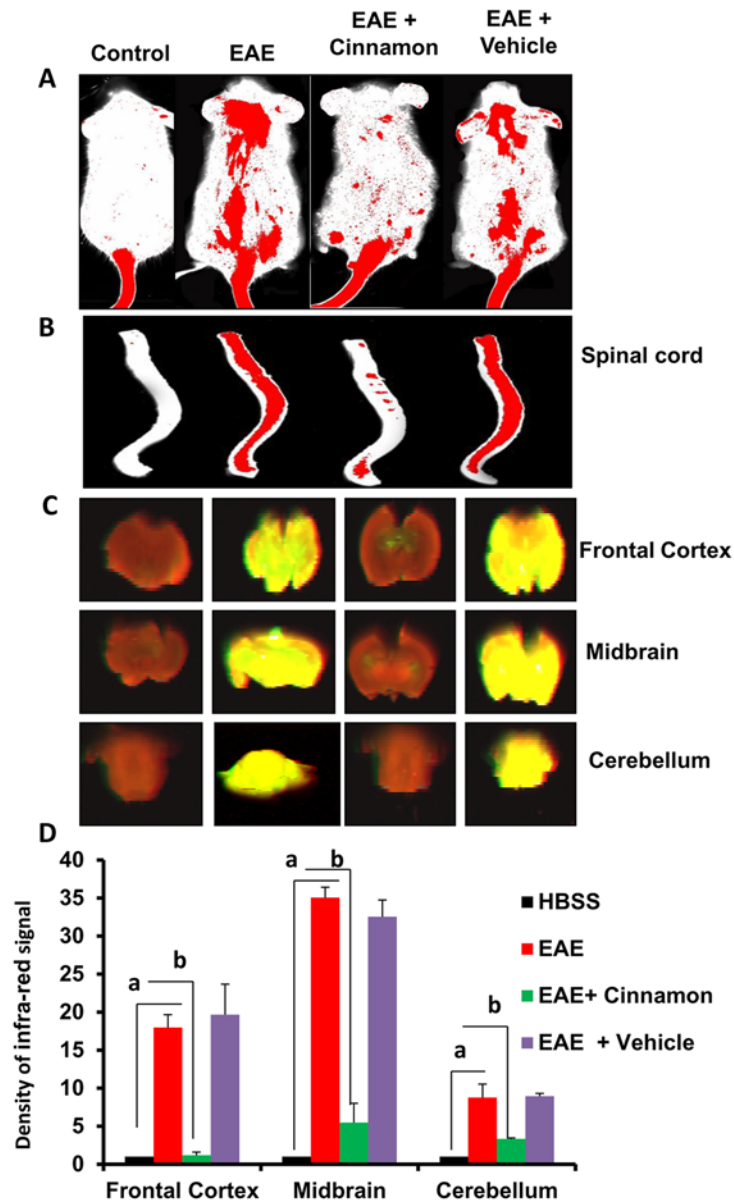 Control EAE EAE + Cinnamon EAE + Vehicle
A
B
Spinal cord
C
Frontal Cortex
Midbrain
Cerebellum
D
Density of infra-red signal
40
35
30
25
20
15
10
5
0
a b
a b
a b
HBSS
EAE
EAE+ Cinnamon
EAE + Vehicle
Frontal Cortex Midbrain Cerebellum